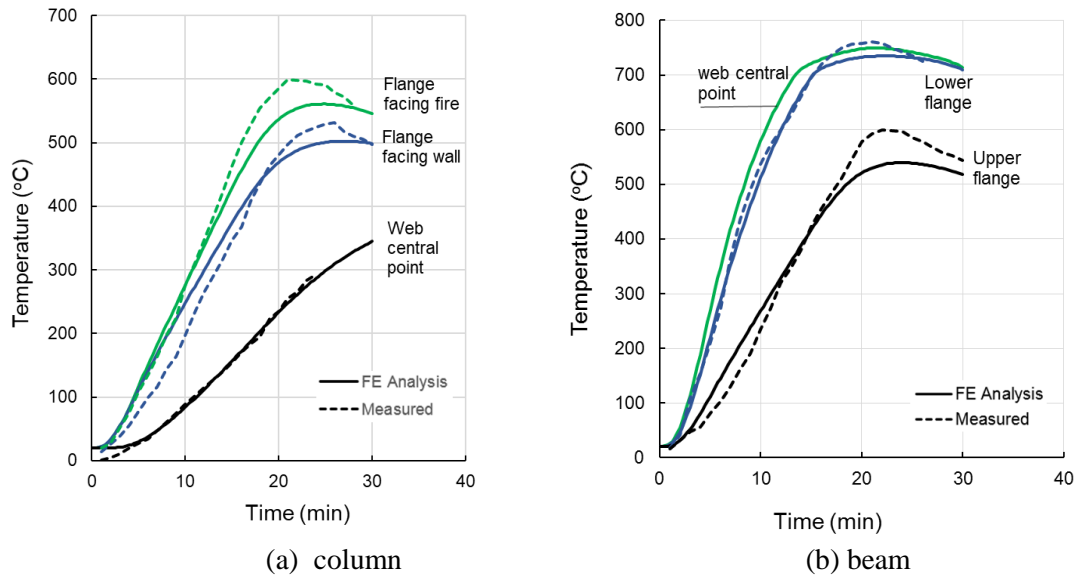 700
600
500
400
300
200
100
0
Temperature (ºC)
0
10
20
30
40
Time (min)
Flange
facing fire
Flange
facing wall
Web
central
point
FE Analysis
Measured
(a) column
800
700
600
500
400
300
200
100
0
Temperature (ºC)
0
10
20
30
40
Time (min)
web central
point
Lower
flange
Upper
flange
FE Analysis
Measured
(b) beam